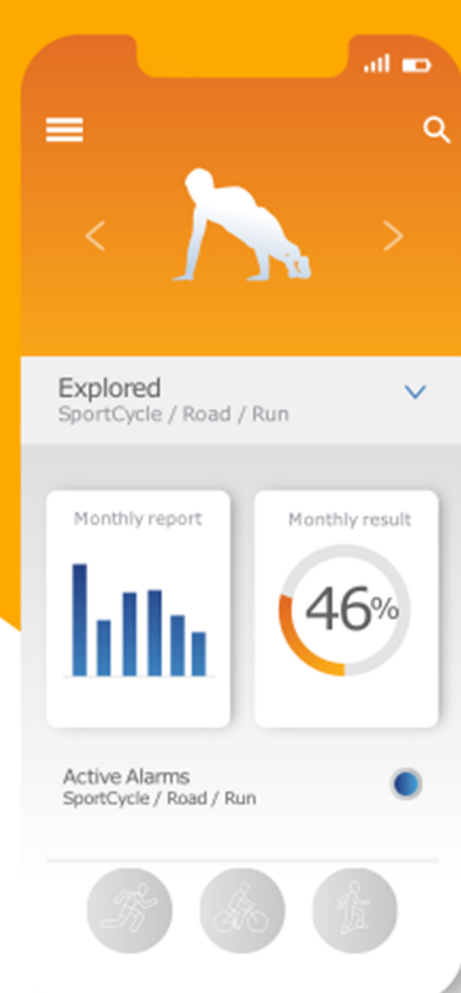 Explored
SportCycle / Road / Run
Monthly report
Monthly result
46%
Active Alarms
SportCycle / Road / Run